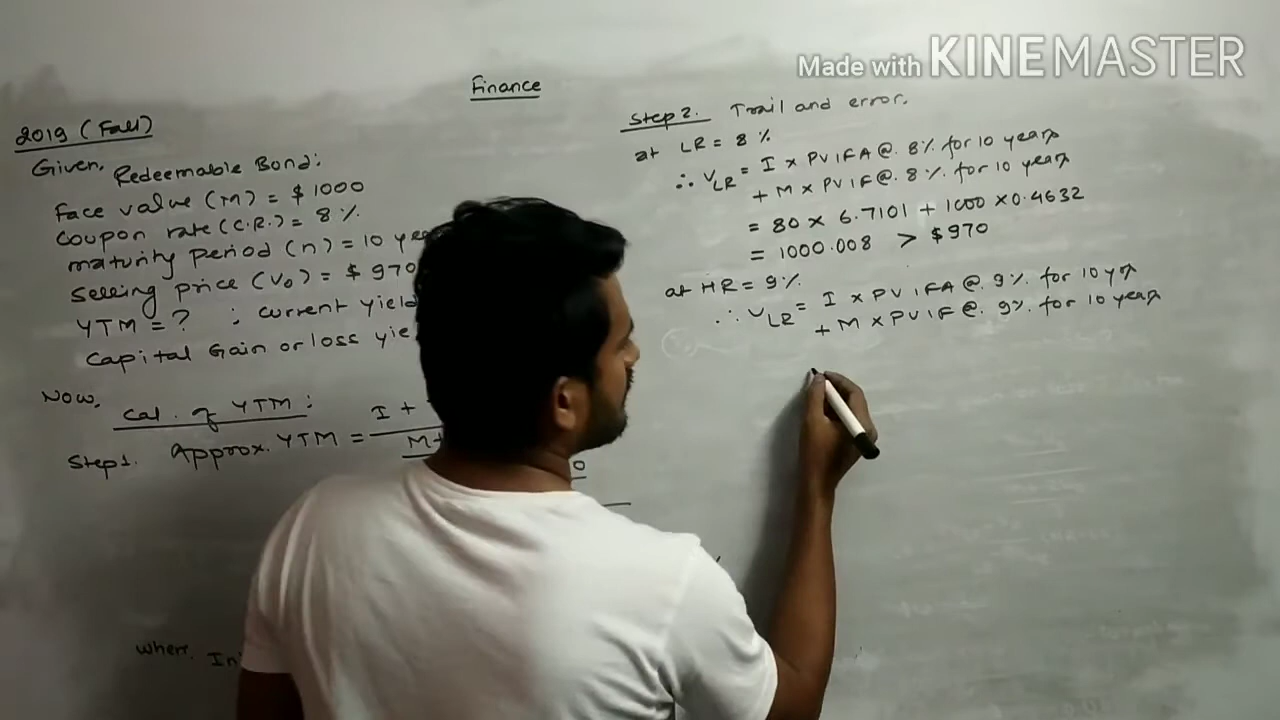 Made with KINEMASTER
Finance
2019 (Fall)
Given, Redeemable Bond:
Face value (M) = $ 1000
Coupon rate (C.R.) = 8 %
maturity period (n) = 10
Selling price (V0) = $ 970
YTM = ? ; current yield
Capital Gain or loss
Now,
Cal. of YTM:
Step1. Approx. YTM = I +
M+
0
where, In
Step 2. Trail and error.
at LR = 8 %
∴ VLR = I x PVIFA @. 8% for 10 years
+ M x PVIF @. 8% for 10 years
= 80 x 6.7101 + 1000 x 0.4632
= 1000.008 > $970
at HR = 9%
∴ VLR = I x PVIFA @. 9% for 10 yrs
+ M x PVIF @. 9% for 10 years